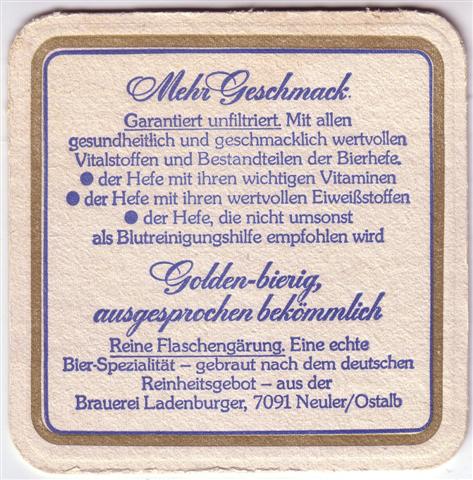 Mehr Geschmack.
Garantiert unfiltriert. Mit allen
gesundheitlich und geschmacklich wertvollen
Vitalstoffen und Bestandteilen der Bierhefe.
● der Hefe mit ihren wichtigen Vitaminen
● der Hefe mit ihren wertvollen Eiweißstoffen
● der Hefe, die nicht umsonst
als Blutreinigungshilfe empfohlen wird
Golden-bierig,
ausgesprochen bekömmlich
Reine Flaschengärung. Eine echte
Bier-Spezialität – gebraut nach dem deutschen
Reinheitsgebot – aus der
Brauerei Ladenburger, 7091 Neuler/Ostalb